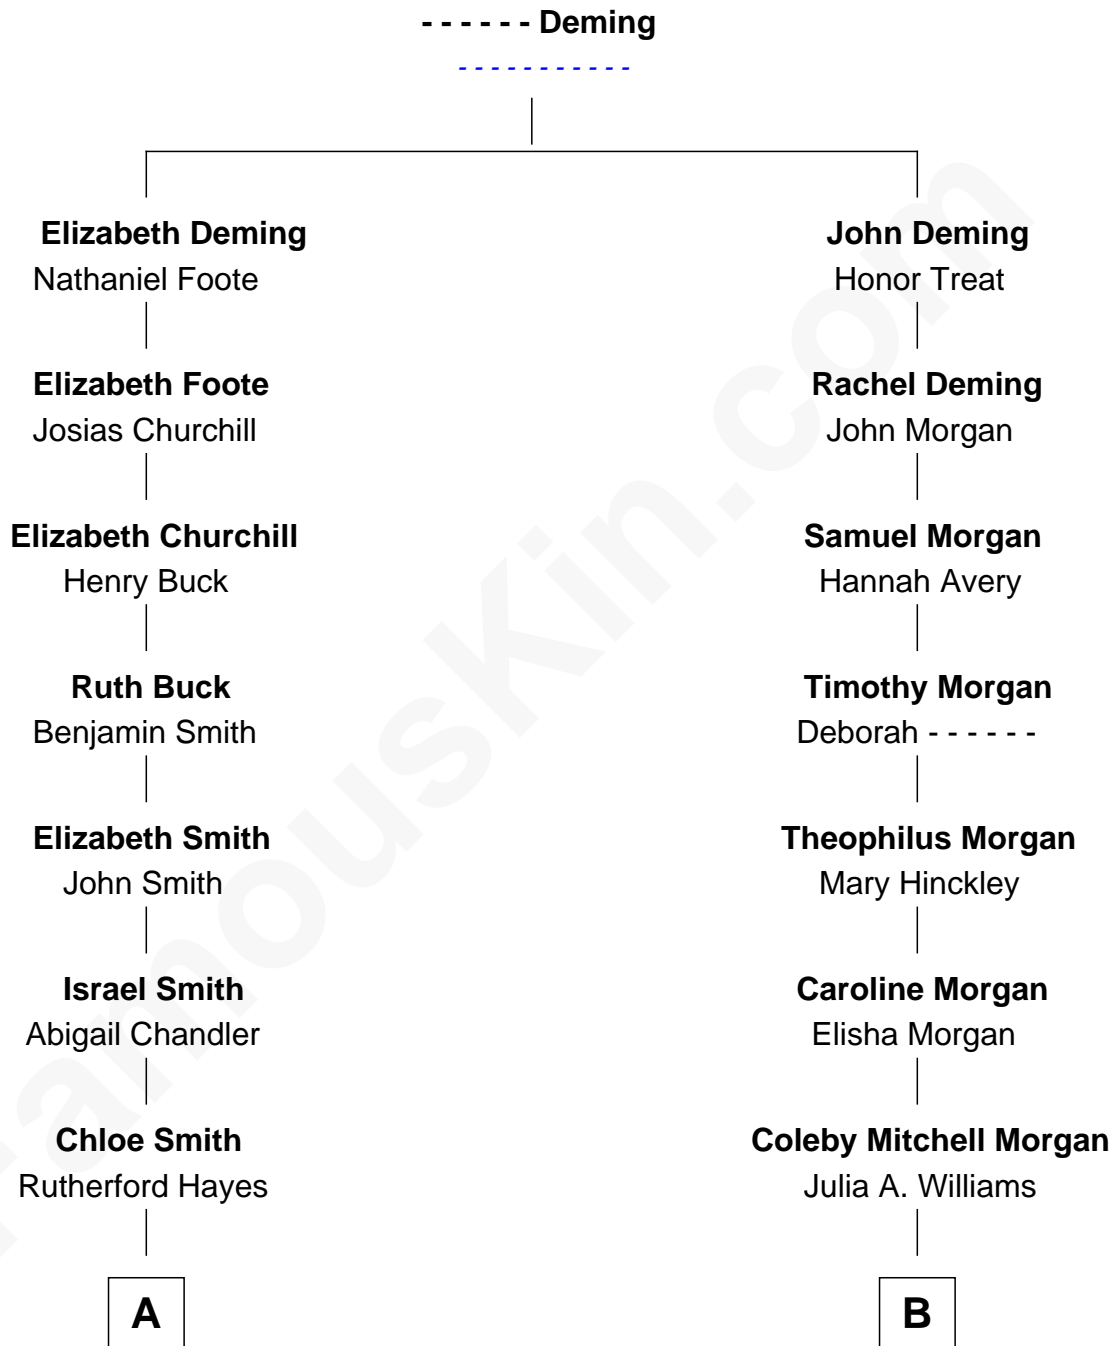 - - - - - - Deming
- - - - - - - - - - -
Elizabeth Deming
Nathaniel Foote
John Deming
Honor Treat
Elizabeth Foote
Josias Churchill
Rachel Deming
John Morgan
Elizabeth Churchill
Henry Buck
Samuel Morgan
Hannah Avery
Ruth Buck
Benjamin Smith
Timothy Morgan
Deborah - - - - - -
Elizabeth Smith
John Smith
Theophilus Morgan
Mary Hinckley
Israel Smith
Abigail Chandler
Caroline Morgan
Elisha Morgan
Chloe Smith
Rutherford Hayes
Coleby Mitchell Morgan
Julia A. Williams
A
B
FamousKin.com